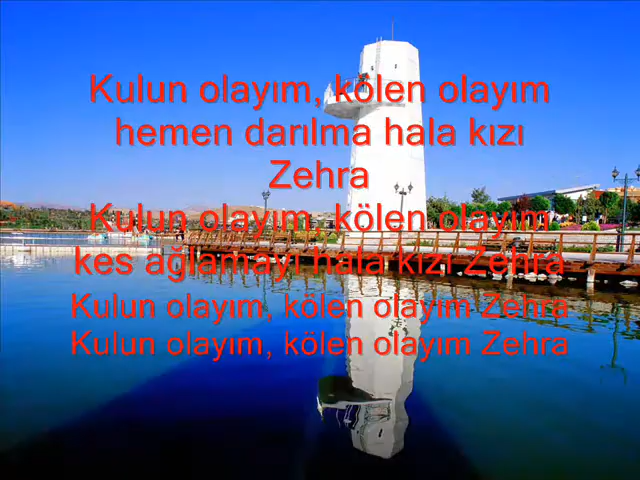 Kulun olayım, kölen olayım
hemen darılma hala kızı
Zehra
Kulun olayım, kölen olayım
kes ağlamayı hala kızı Zehra
Kulun olayım, kölen olayım Zehra
Kulun olayım, kölen olayım Zehra